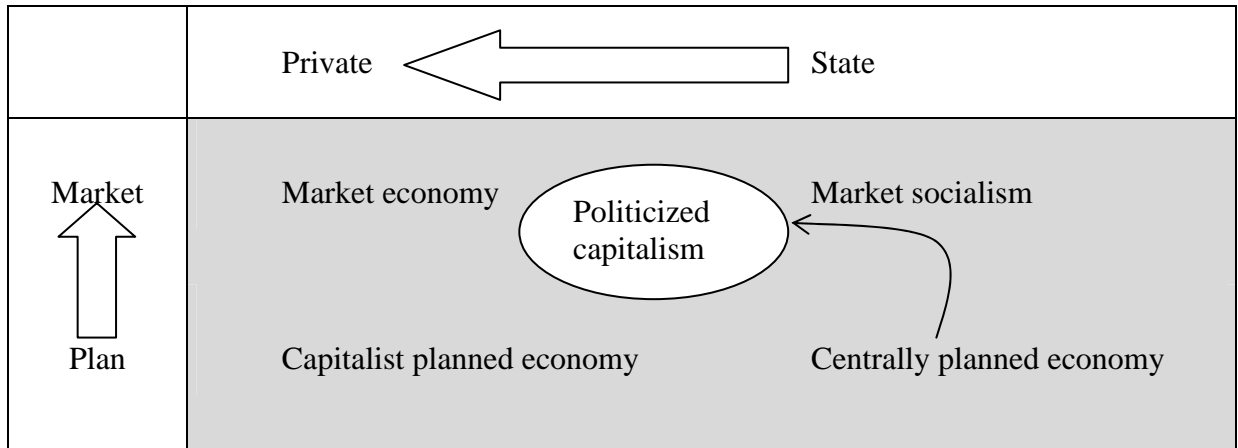 Private State
Market Market economy Politicized Market socialism
capitalism
Plan Capitalist planned economy Centrally planned economy